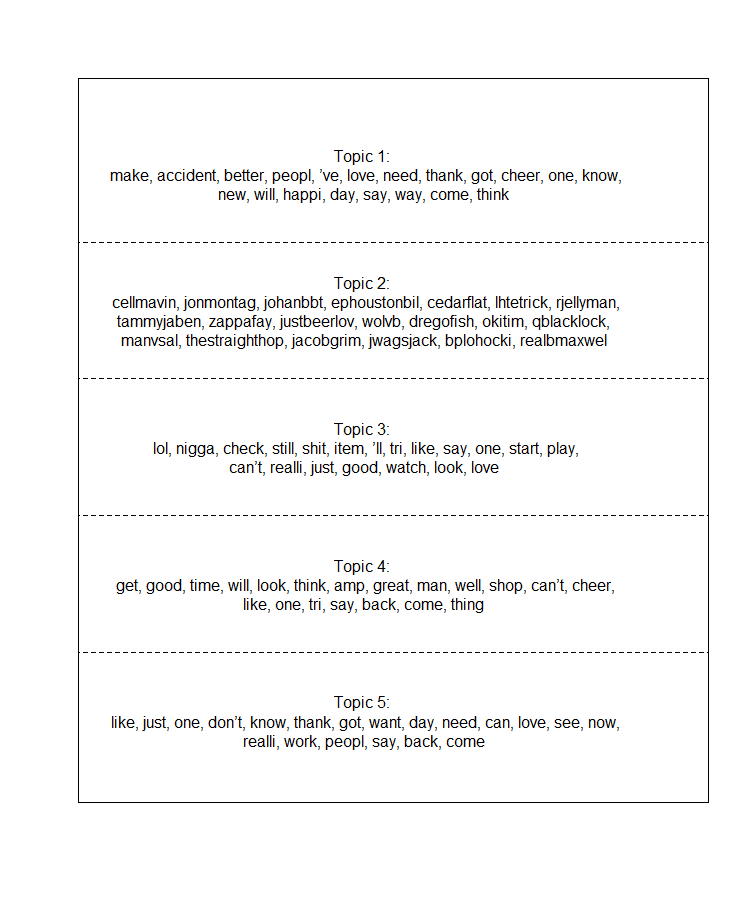 Topic 1:
make, accident, better, peopl, ’ve, love, need, thank, got, cheer, one, know,
new, will, happi, day, say, way, come, think
Topic 2:
cellmavin, jonmontag, johanbbt, ephoustonbil, cedarflat, lhtetrick, rjellyman,
tammyjaben, zappafay, justbeerlov, wolvb, dregofish, okitim, qblacklock,
manvsal, thestraighthop, jacobgrim, jwagsjack, bplohocki, realbmaxwel
Topic 3:
lol, nigga, check, still, shit, item, ’ll, tri, like, say, one, start, play,
can’t, realli, just, good, watch, look, love
Topic 4:
get, good, time, will, look, think, amp, great, man, well, shop, can’t, cheer,
like, one, tri, say, back, come, thing
Topic 5:
like, just, one, don’t, know, thank, got, want, day, need, can, love, see, now,
realli, work, peopl, say, back, come